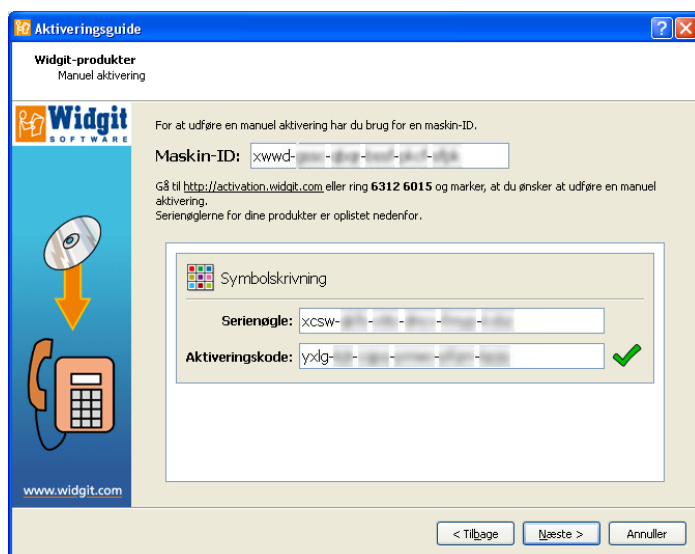 Aktiveringsguide
Widgit-produkter
Manuel aktivering
Widgit
SOFTWARE
For at udføre en manuel aktivering har du brug for en maskin-ID.
Maskin-ID: xwwd-
Gå til http://activation.widgit.com eller ring 6312 6015 og marker, at du ønsker at udføre en manuel
aktivering.
Serienøglerne for dine produkter er oplistet nedenfor.
Symbolskrivning
Serienøgle: xcsw-
Aktiveringskode: yxlg-
www.widgit.com
< Tilbage
Næste >
Annuller